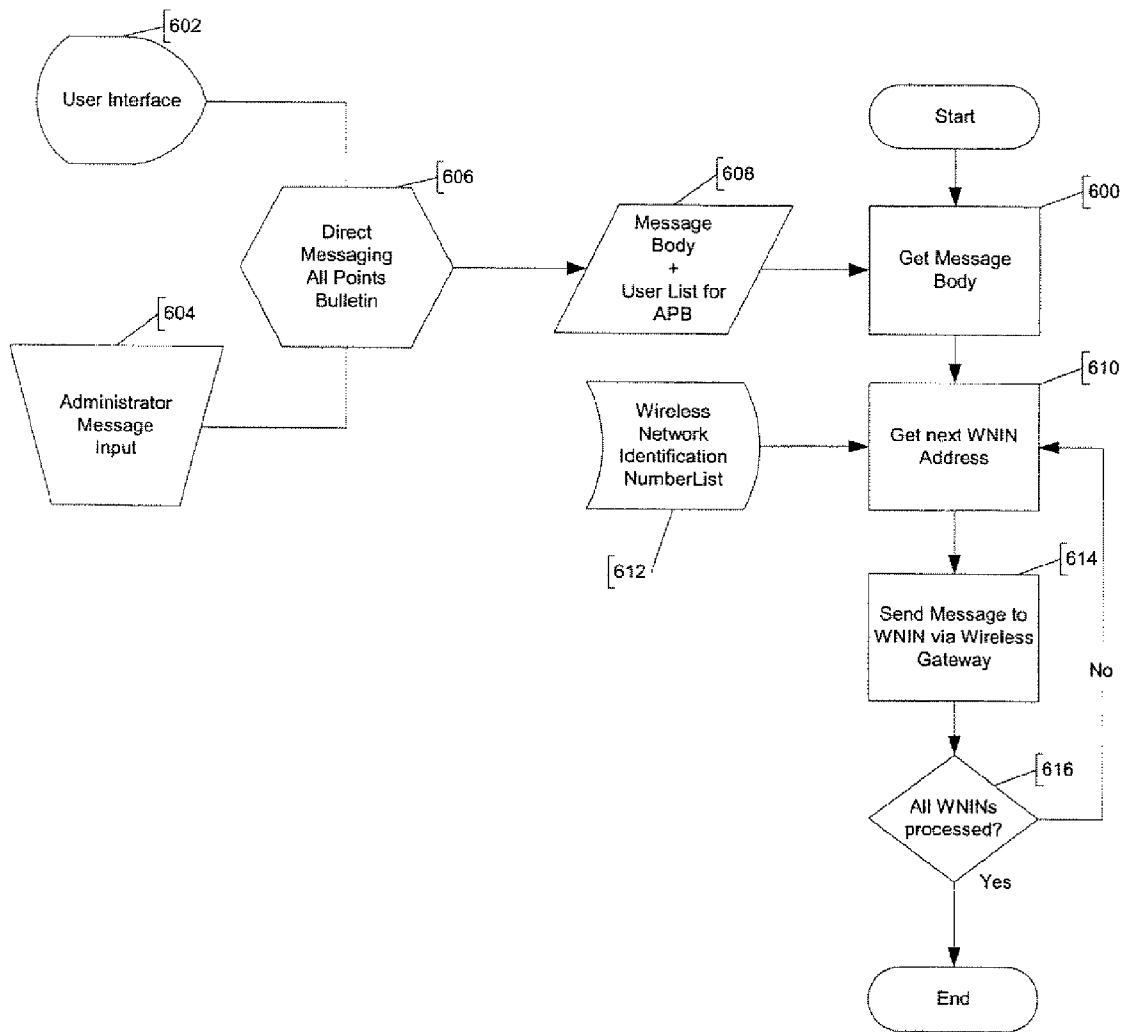 602
User Interface
Start
606
608
600
Direct
Messaging
All Points
Bulletin
Message
Body
+
User List for
APB
Get Message
Body
604
Administrator
Message
Input
610
Wireless
Network
Identification
NumberList
Get next WNIN
Address
612
614
Send Message to
WNIN via Wireless
Gateway
No
616
All WNINs
processed?
Yes
End